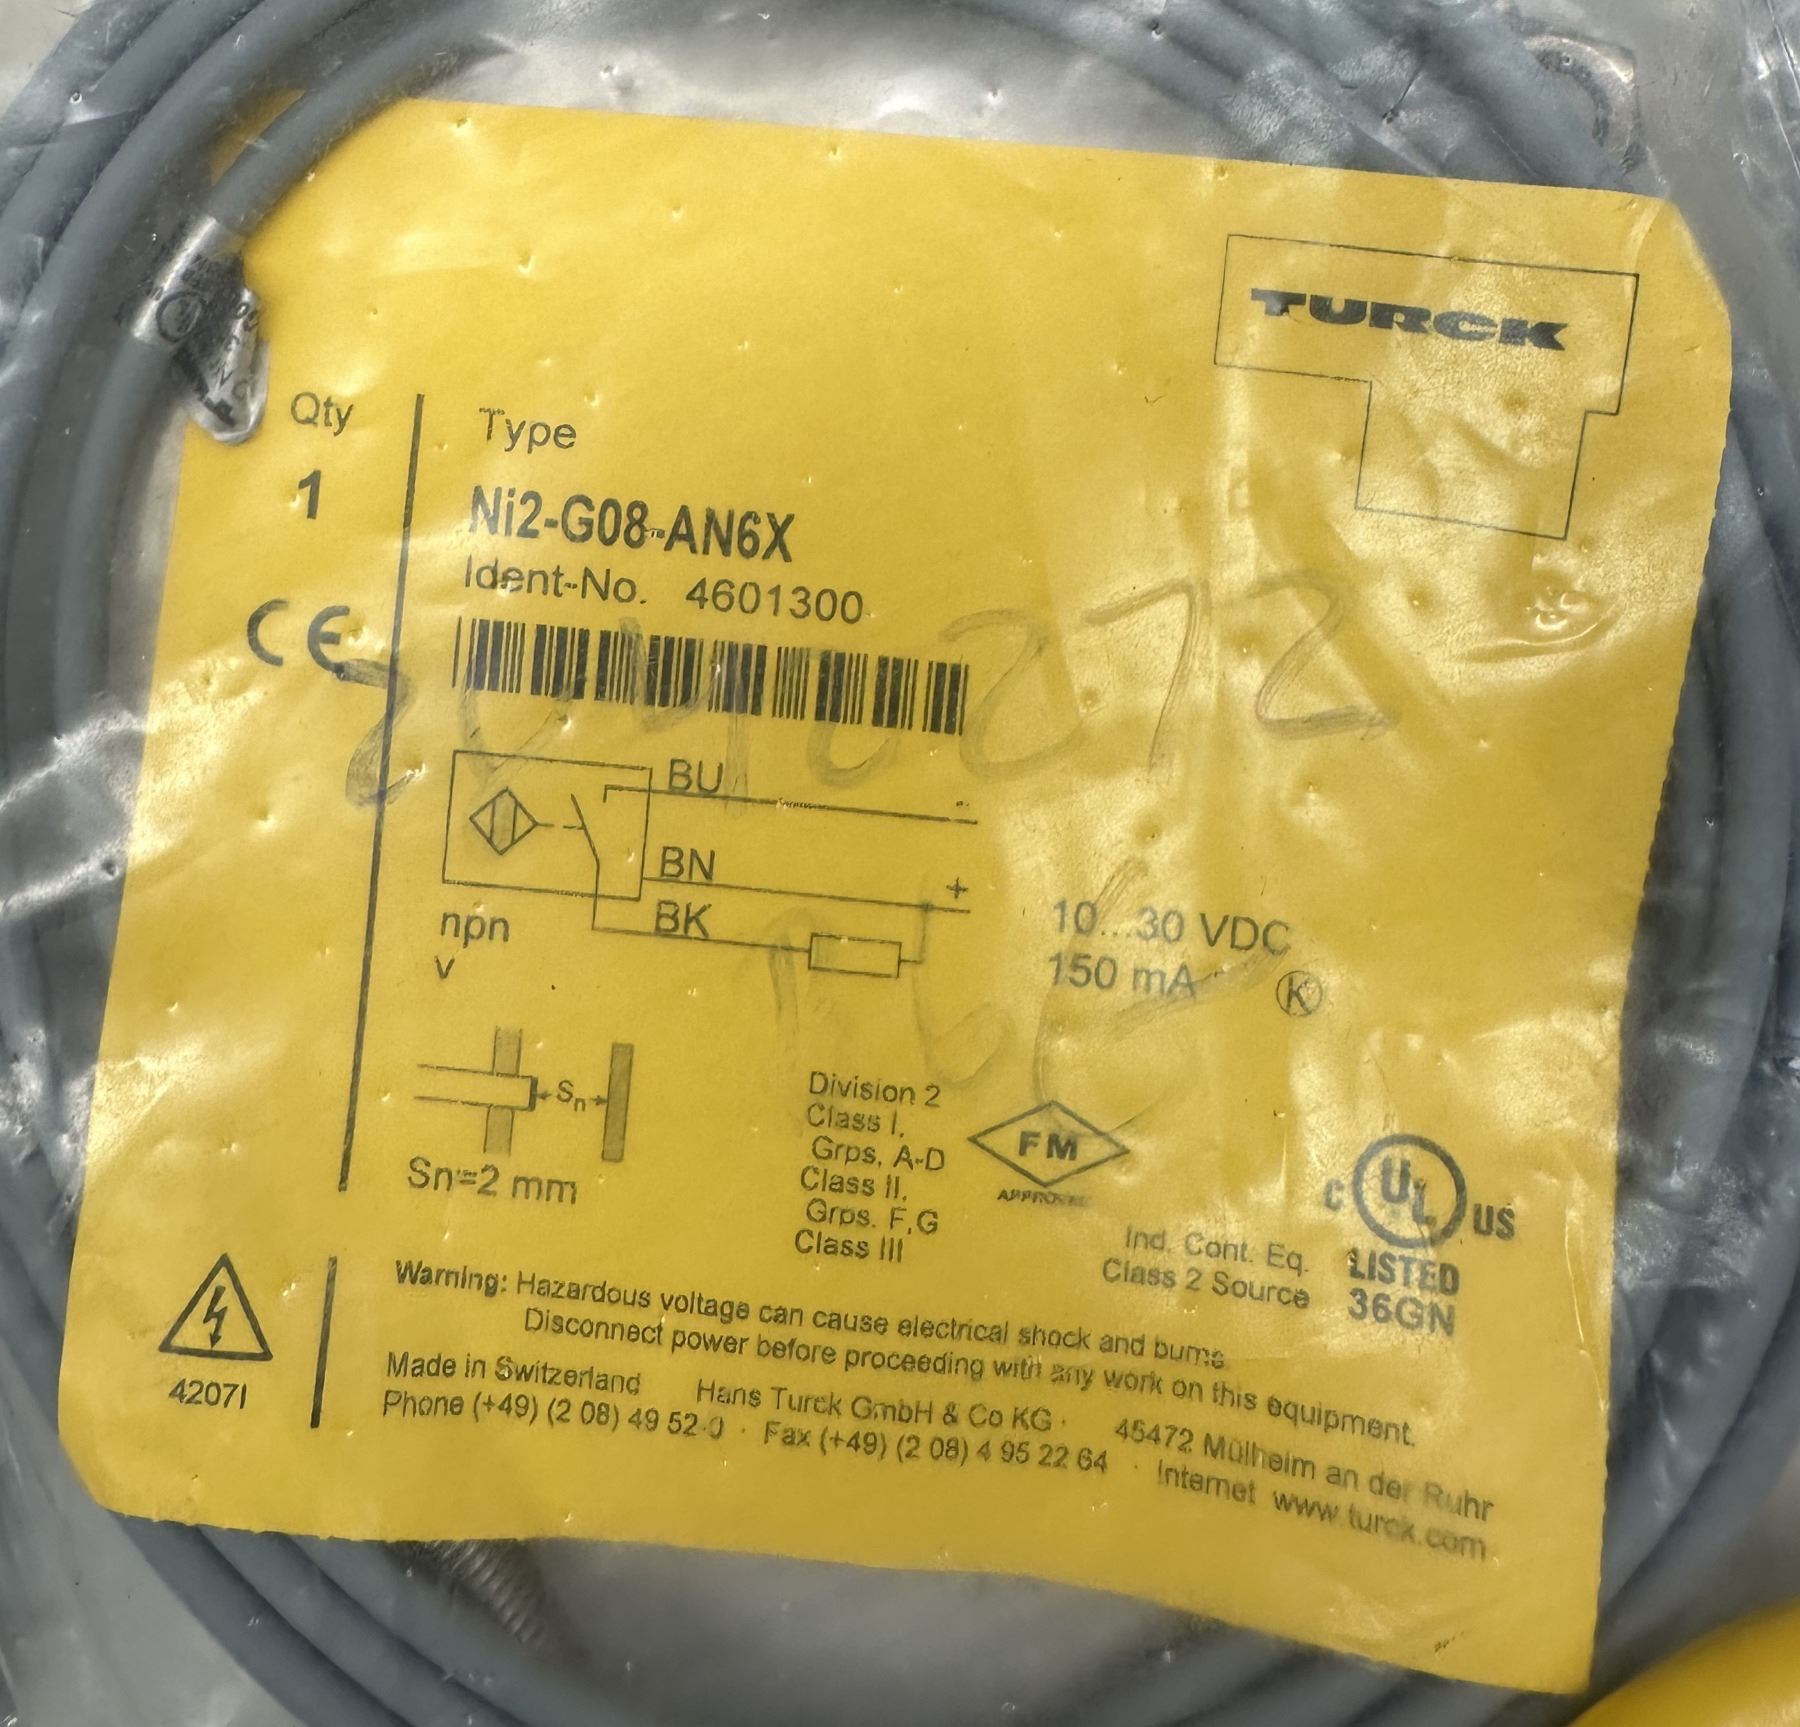 TURCK
Qty
Type
1
Ni2-G08-AN6X
Ident-No. 4601300
CE
BU -
BN +
BK
npn
v
10...30 VDC
150 mA K
Sn
Sn=2 mm
Division 2
Class I,
Grps. A-D
Class II,
Grps. F,G
Class III
FM
APPROVED
C UL US
LISTED
36GN
Ind. Cont. Eq.
Class 2 Source
Warning: Hazardous voltage can cause electrical shock and burns.
Disconnect power before proceeding with any work on this equipment.
Made in Switzerland Hans Turck GmbH & Co KG · 45472 Mülheim an der Ruhr
Phone (+49) (2 08) 49 52-0 · Fax (+49) (2 08) 4 95 22 64 · Internet www.turck.com
4207I